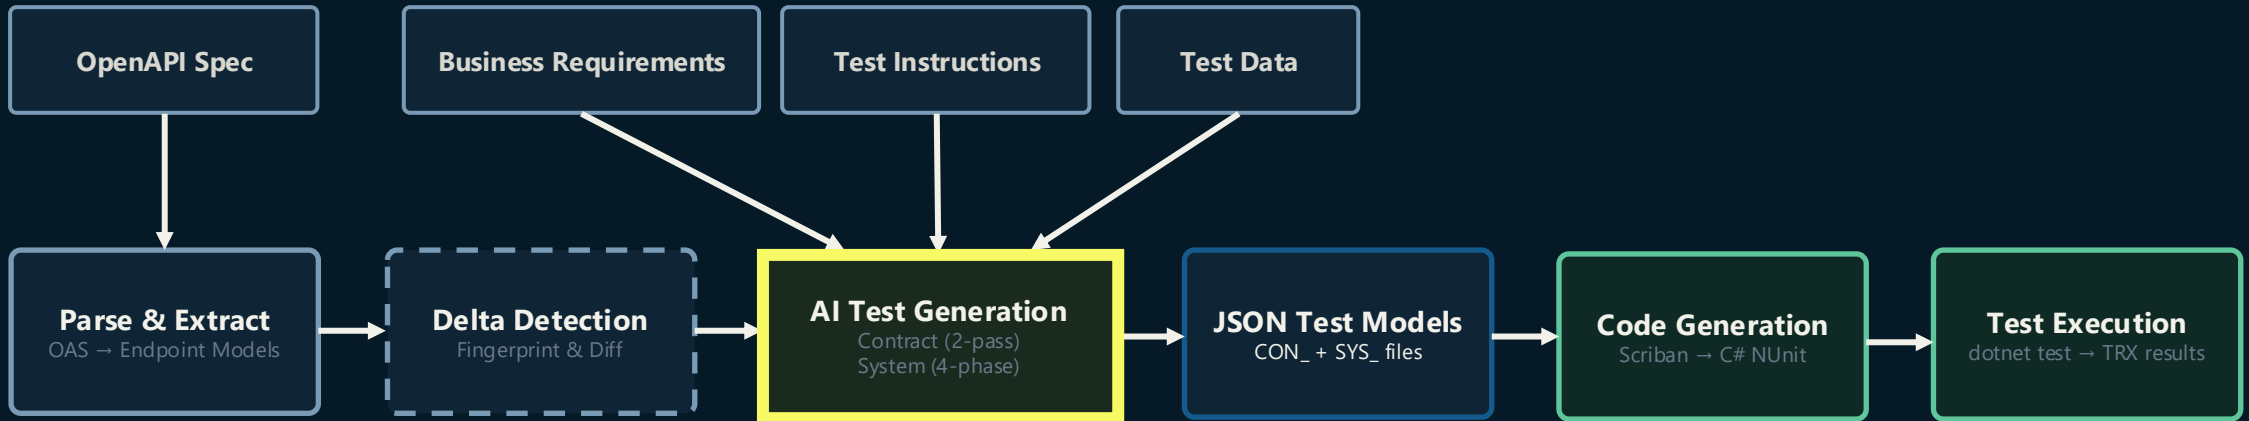 OpenAPI Spec
Business Requirements
Test Instructions
Test Data
Parse & Extract
OAS → Endpoint Models
Delta Detection
Fingerprint & Diff
AI Test Generation
Contract (2-pass)
System (4-phase)
JSON Test Models
CON_ + SYS_ files
Code Generation
Scriban → C# NUnit
Test Execution
dotnet test → TRX results